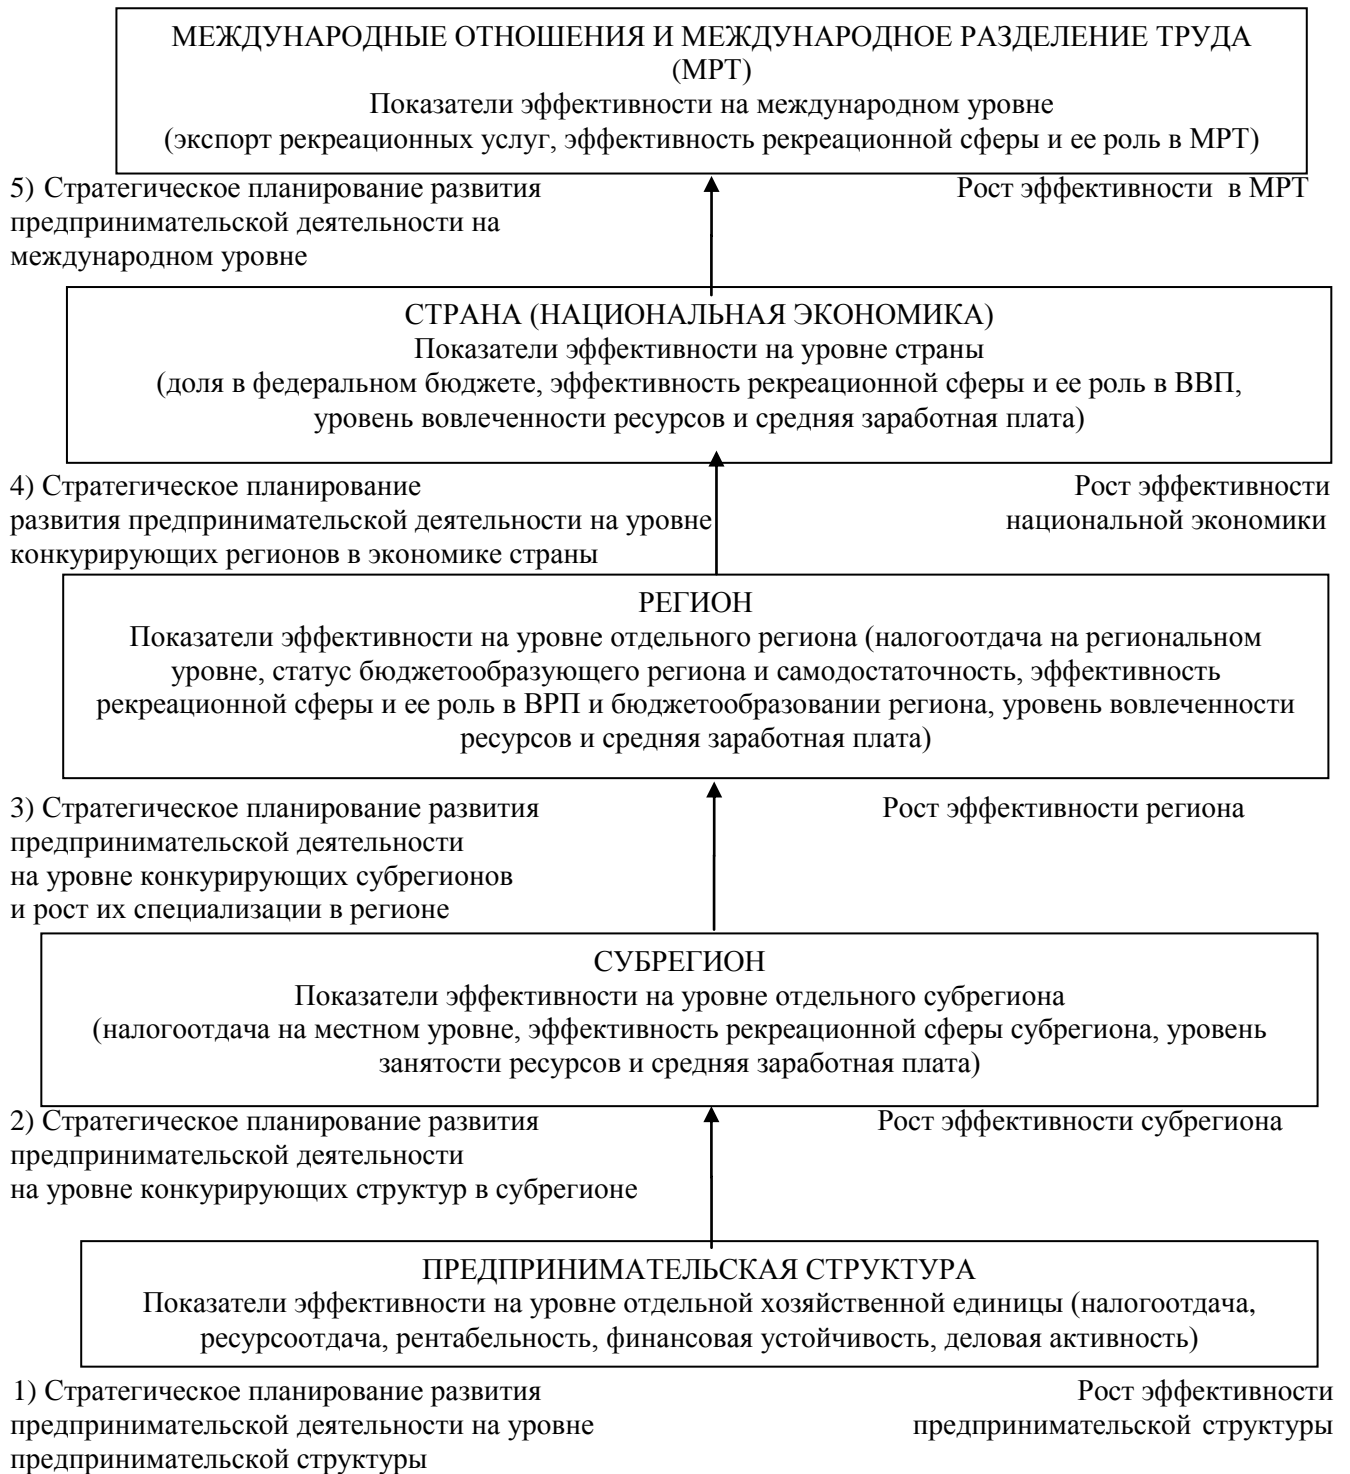 МЕЖДУНАРОДНЫЕ ОТНОШЕНИЯ И МЕЖДУНАРОДНОЕ РАЗДЕЛЕНИЕ ТРУДА
(МРТ)
Показатели эффективности на международном уровне
(экспорт рекреационных услуг, эффективность рекреационной сферы и ее роль в МРТ)
5) Стратегическое планирование развития
предпринимательской деятельности на
международном уровне
Рост эффективности в МРТ
СТРАНА (НАЦИОНАЛЬНАЯ ЭКОНОМИКА)
Показатели эффективности на уровне страны
(доля в федеральном бюджете, эффективность рекреационной сферы и ее роль в ВВП,
уровень вовлеченности ресурсов и средняя заработная плата)
4) Стратегическое планирование
развития предпринимательской деятельности на уровне
конкурирующих регионов в экономике страны
Рост эффективности
национальной экономики
РЕГИОН
Показатели эффективности на уровне отдельного региона (налогоотдача на региональном
уровне, статус бюджетообразующего региона и самодостаточность, эффективность
рекреационной сферы и ее роль в ВРП и бюджетообразовании региона, уровень вовлеченности
ресурсов и средняя заработная плата)
3) Стратегическое планирование развития
предпринимательской деятельности
на уровне конкурирующих субрегионов
и рост их специализации в регионе
Рост эффективности региона
СУБРЕГИОН
Показатели эффективности на уровне отдельного субрегиона
(налогоотдача на местном уровне, эффективность рекреационной сферы субрегиона, уровень
занятости ресурсов и средняя заработная плата)
2) Стратегическое планирование развития
предпринимательской деятельности
на уровне конкурирующих структур в субрегионе
Рост эффективности субрегиона
ПРЕДПРИНИМАТЕЛЬСКАЯ СТРУКТУРА
Показатели эффективности на уровне отдельной хозяйственной единицы (налогоотдача,
ресурсоотдача, рентабельность, финансовая устойчивость, деловая активность)
1) Стратегическое планирование развития
предпринимательской деятельности на уровне
предпринимательской структуры
Рост эффективности
предпринимательской структуры